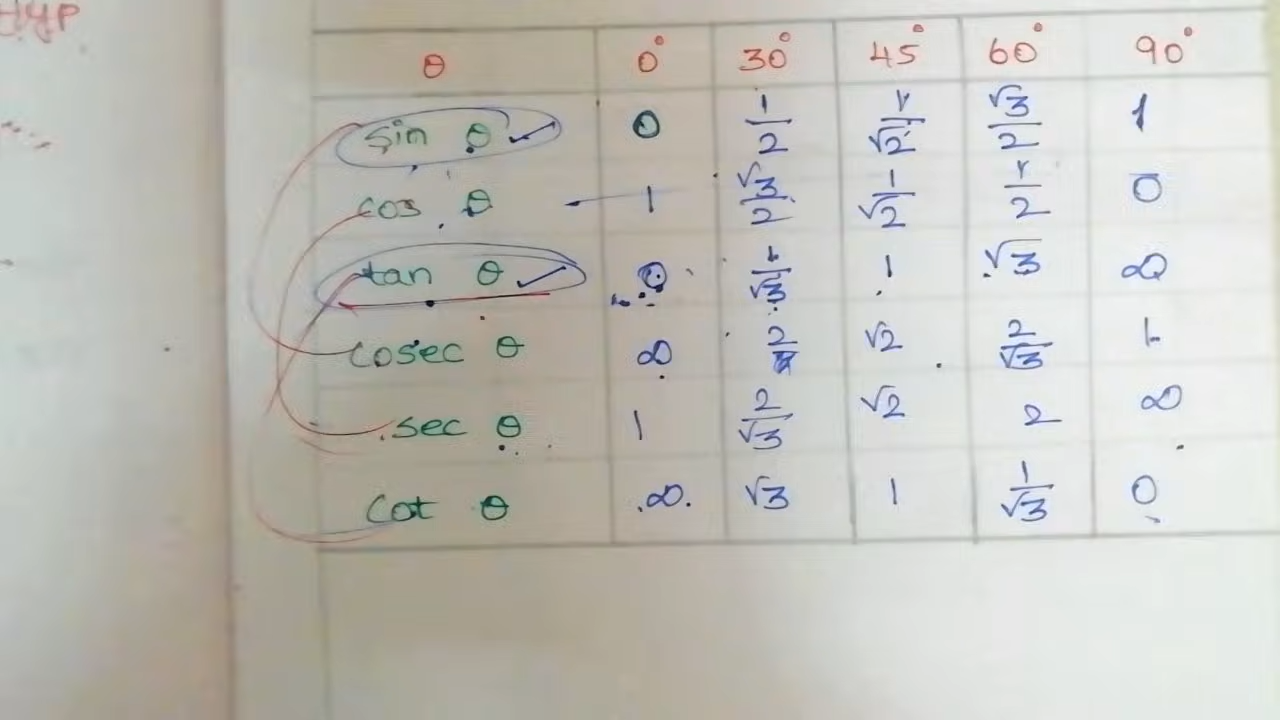 Hyp
θ 0° 30° 45° 60° 90°
sin θ ✓ 0 1/2 1/√2 √3/2 1
cos θ 1 √3/2 1/√2 1/2 0
tan θ ✓ 0 1/√3 1 √3 ∞
cosec θ ∞ 2 √2 2/√3 1
sec θ 1 2/√3 √2 2 ∞
cot θ ∞ √3 1 1/√3 0